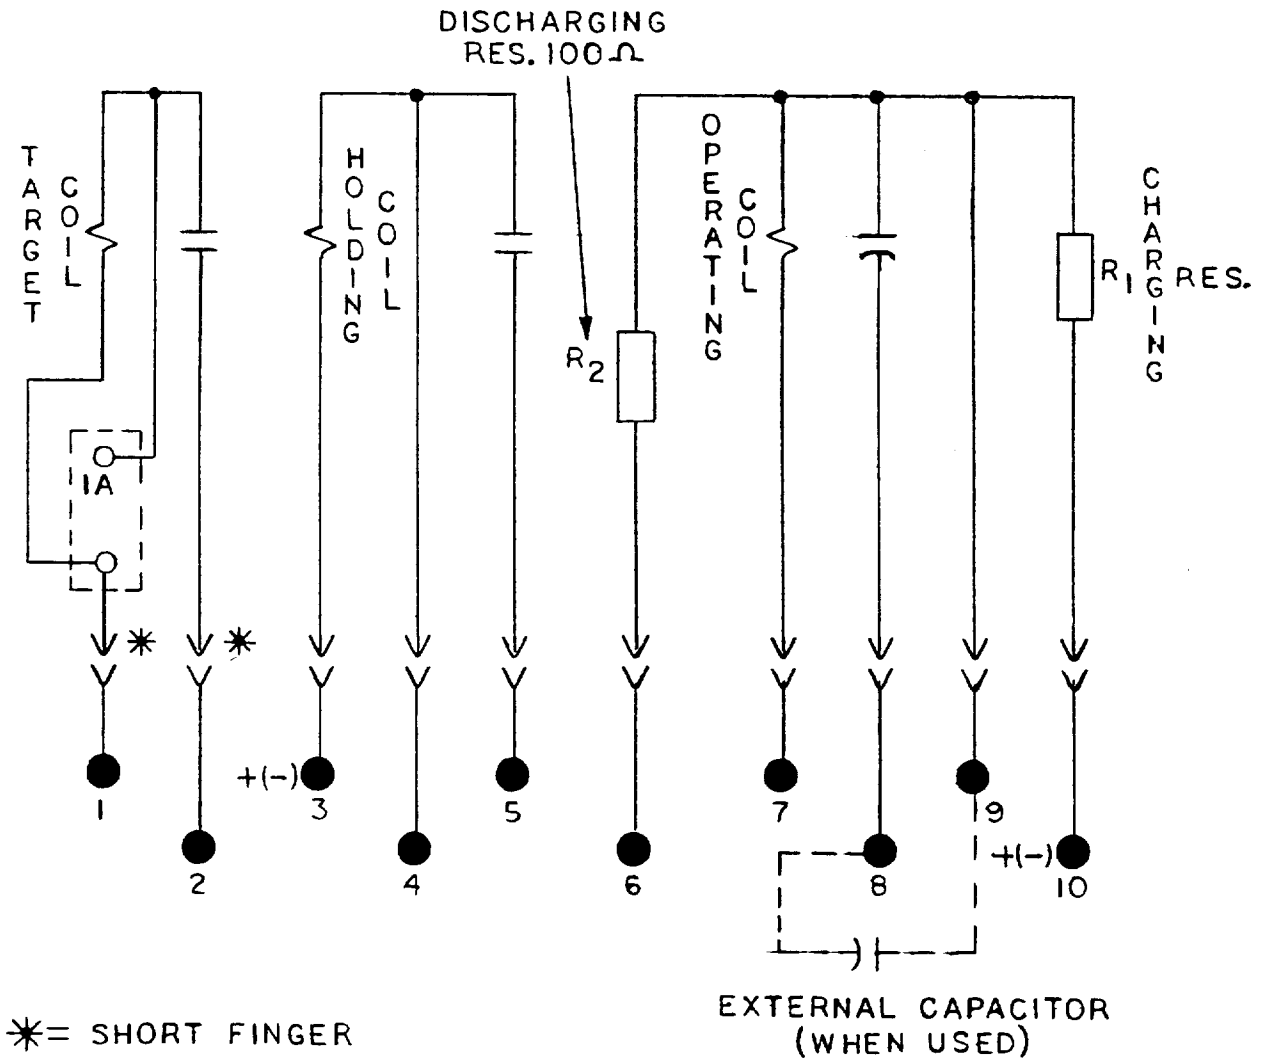 DISCHARGING
RES. 100Ω
TARGET
COIL
HOLDING
COIL
OPERATING
COIL
CHARGING
R1
RES.
R2
1A
*
*
+(-)
1
3
5
7
9
+(-)
2
4
6
8
10
EXTERNAL CAPACITOR
(WHEN USED)
*= SHORT FINGER